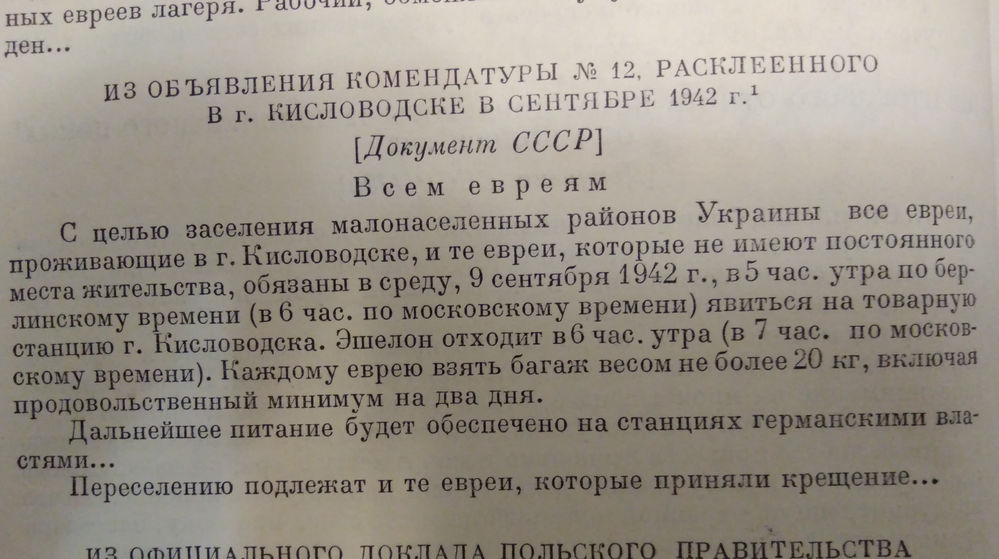 ных евреев лагеря. Рабочий,
ден...
ИЗ ОБЪЯВЛЕНИЯ КОМЕНДАТУРЫ № 12, РАСКЛЕЕННОГО
В г. КИСЛОВОДСКЕ В СЕНТЯБРЕ 1942 г.¹
[Документ СССР]
Всем евреям
С целью заселения малонаселенных районов Украины все евреи,
проживающие в г. Кисловодске, и те евреи, которые не имеют постоянного
места жительства, обязаны в среду, 9 сентября 1942 г., в 5 час. утра по бер-
линскому времени (в 6 час. по московскому времени) явиться на товарную
станцию г. Кисловодска. Эшелон отходит в 6 час. утра (в 7 час. по москов-
скому времени). Каждому еврею взять багаж весом не более 20 кг, включая
продовольственный минимум на два дня.
Дальнейшее питание будет обеспечено на станциях германскими вла-
стями...
Переселению подлежат и те евреи, которые приняли крещение...
ИЗ ОФИЦИАЛЬНОГО ДОКЛАДА ПОЛЬСКОГО ПРАВИТЕЛЬСТВА